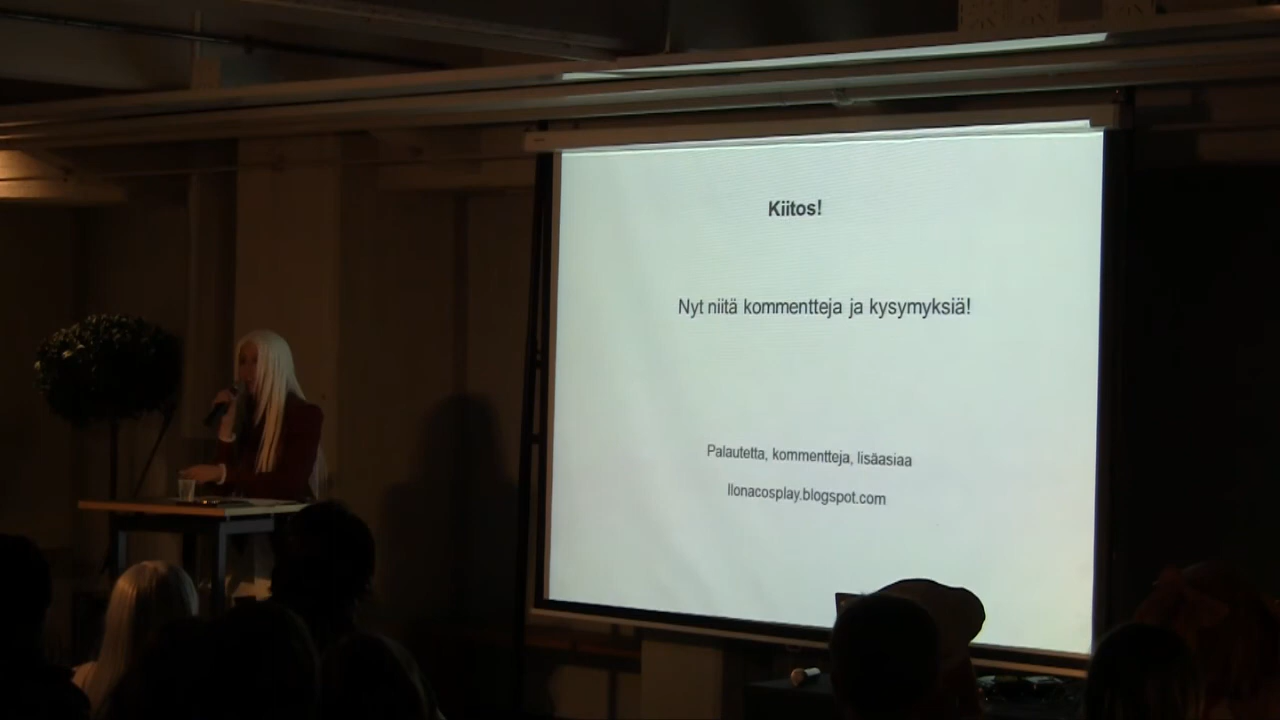 Kiitos!
Nyt niitä kommentteja ja kysymyksiä!
Palautetta, kommentteja, lisäasiaa
Ilonacosplay.blogspot.com